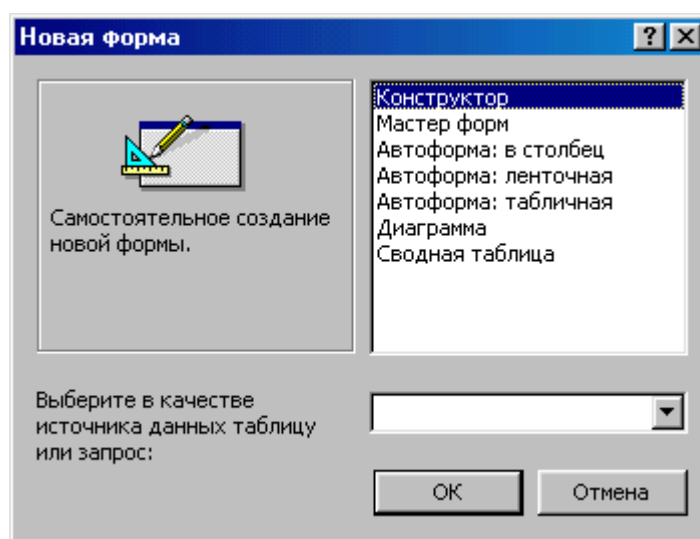 Новая форма
Самостоятельное создание
новой формы.
Конструктор
Мастер форм
Автоформа: в столбец
Автоформа: ленточная
Автоформа: табличная
Диаграмма
Сводная таблица
Выберите в качестве
источника данных таблицу
или запрос:
ОК
Отмена